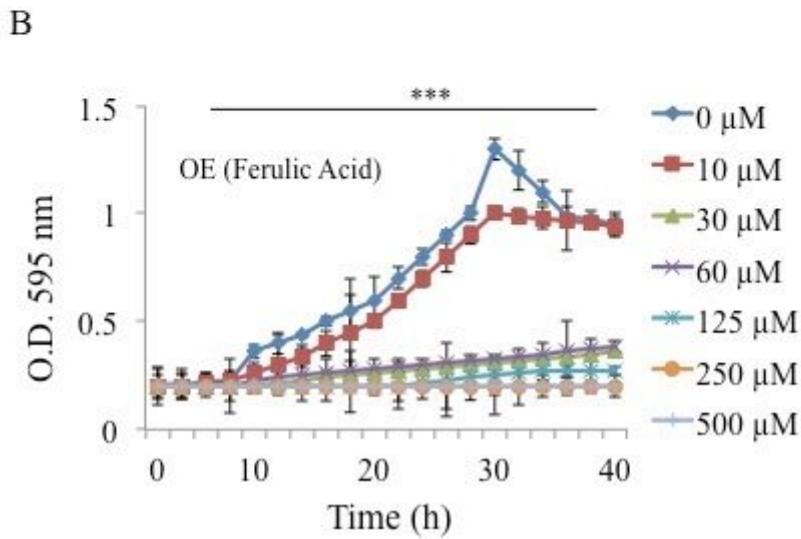 B
***
OE (Ferulic Acid)
1.5
1
0.5
0
O.D. 595 nm
0 10 20 30 40
Time (h)
0 µM
10 µM
30 µM
60 µM
125 µM
250 µM
500 µM